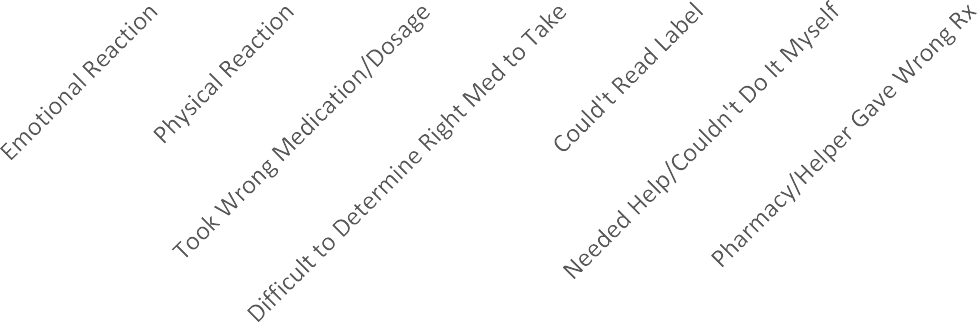 Emotional Reaction
Physical Reaction
Took Wrong Medication/Dosage
Difficult to Determine Right Med to Take
Could't Read Label
Needed Help/Couldn't Do It Myself
Pharmacy/Helper Gave Wrong Rx